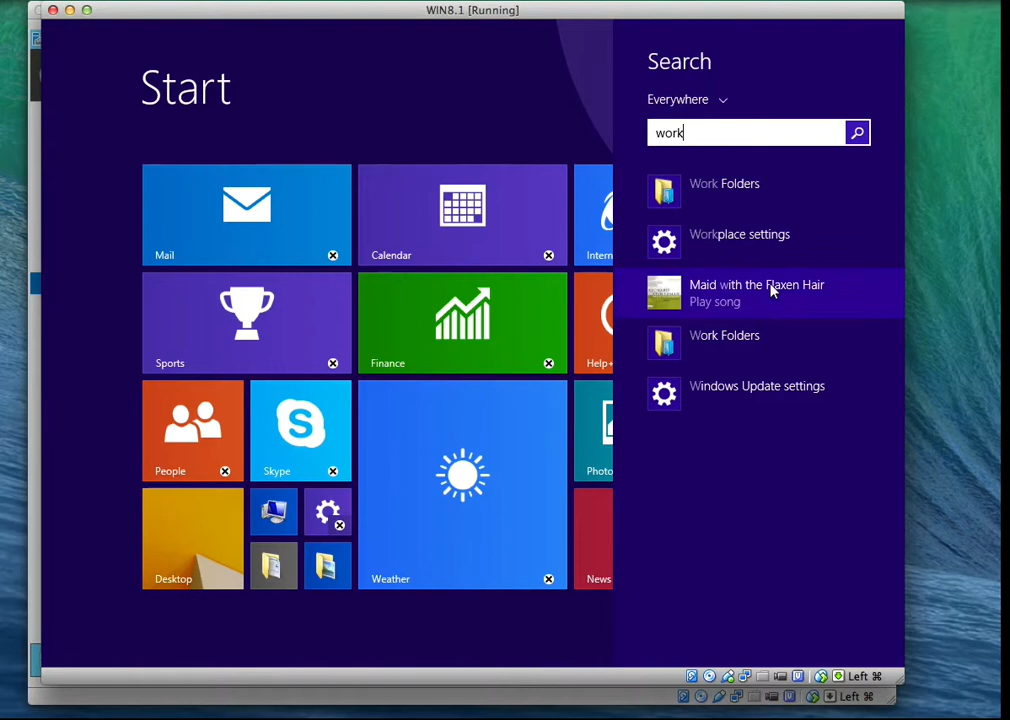 WIN8.1 [Running]
Start
Search
Everywhere
work
Work Folders
Workplace settings
Maid with the Flaxen Hair
Play song
Work Folders
Windows Update settings
Mail
Calendar
Intern
Sports
Finance
Help+
People
Skype
Photo
Desktop
Weather
News
Left ⌘
Left ⌘